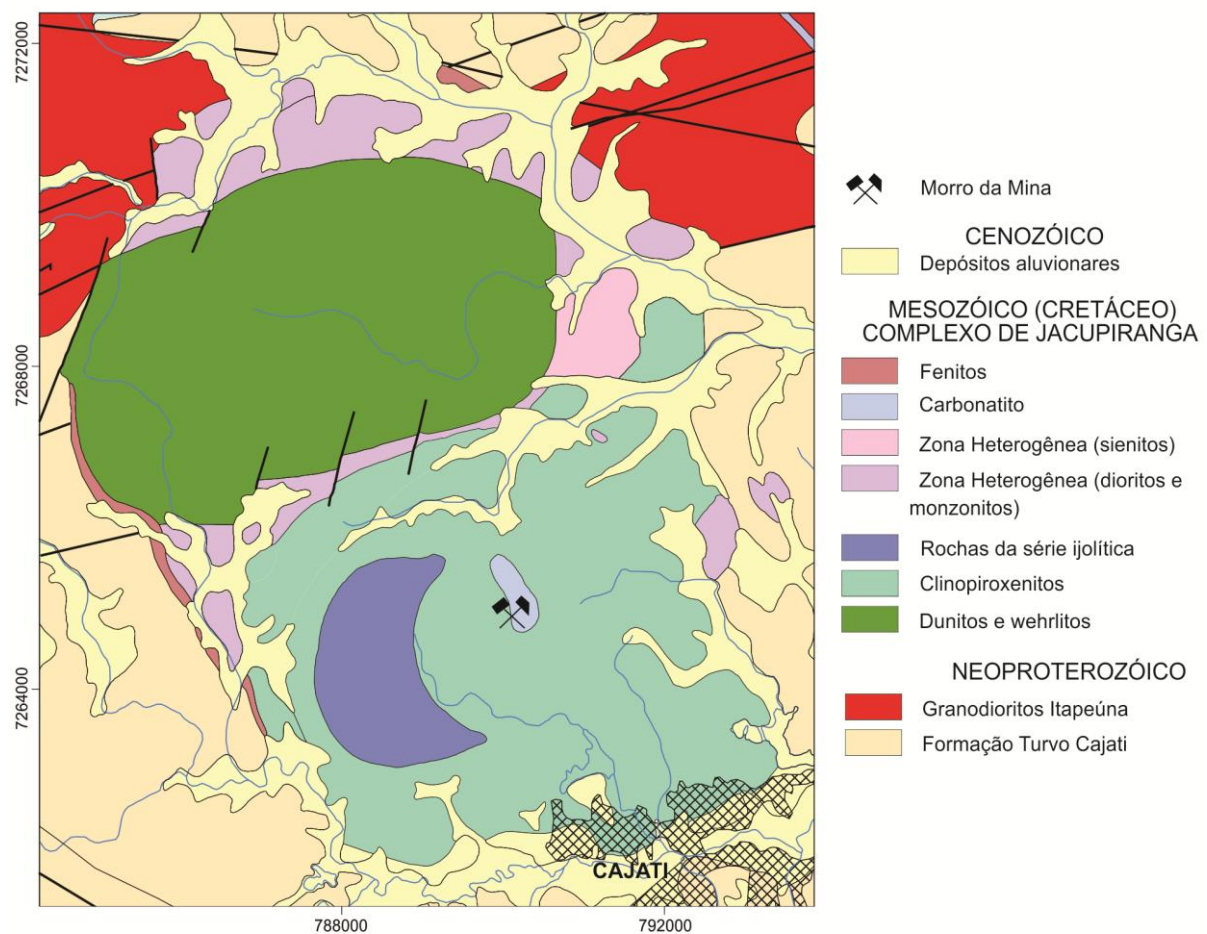 7272000
7268000
7264000
788000
792000
CAJATI
Morro da Mina
CENOZÓICO
Depósitos aluvionares
MESOZÓICO (CRETÁCEO)
COMPLEXO DE JACUPIRANGA
Fenitos
Carbonatito
Zona Heterogênea (sienitos)
Zona Heterogênea (dioritos e
monzonitos)
Rochas da série ijolítica
Clinopiroxenitos
Dunitos e wehrlitos
NEOPROTEROZÓICO
Granodioritos Itapeúna
Formação Turvo Cajati